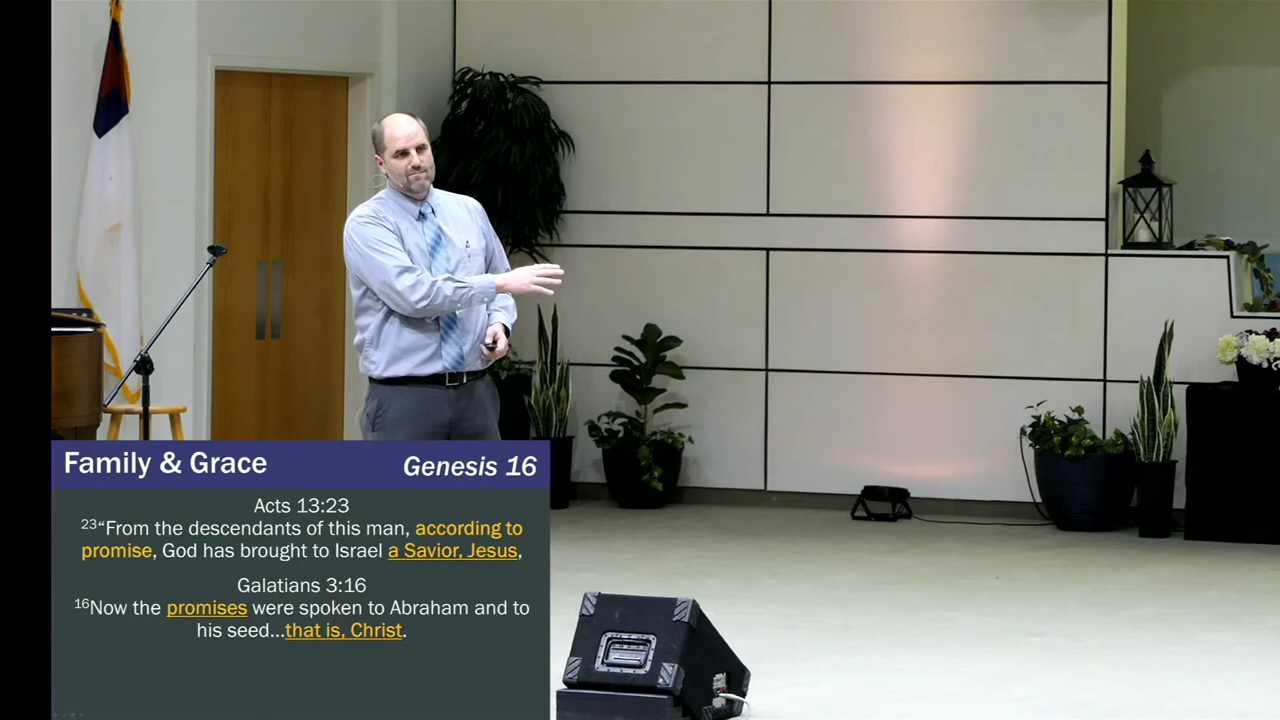 Family & Grace
Genesis 16
Acts 13:23
23“From the descendants of this man, according to
promise, God has brought to Israel a Savior, Jesus,
Galatians 3:16
16Now the promises were spoken to Abraham and to
his seed...that is, Christ.